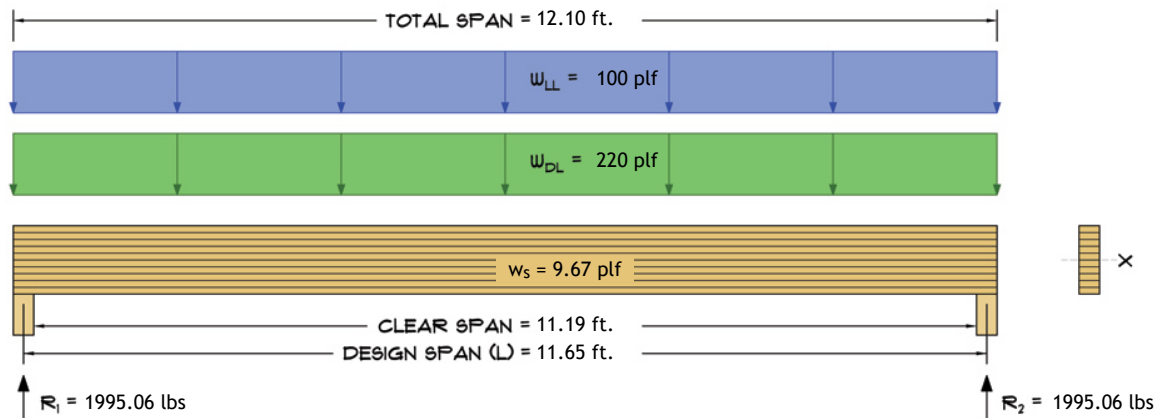 TOTAL SPAN = 12.10 ft.
WLL = 100 plf
WDL = 220 plf
ws = 9.67 plf
X
CLEAR SPAN = 11.19 ft.
DESIGN SPAN (L) = 11.65 ft.
R1 = 1995.06 lbs
R2 = 1995.06 lbs